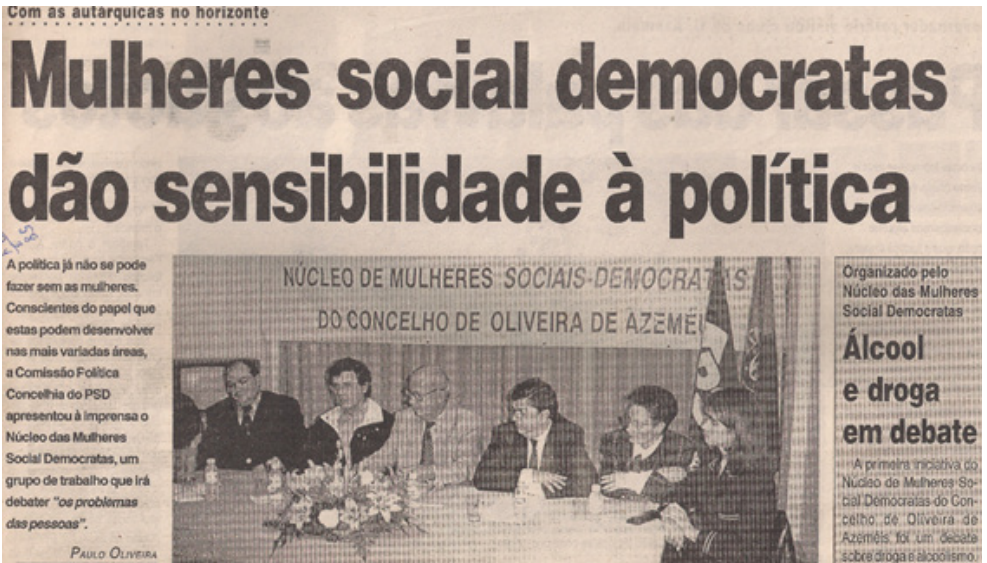 Com as autárquicas no horizonte
Mulheres social democratas
dão sensibilidade à política
A política já não se pode
fazer sem as mulheres.
Conscientes do papel que
estas podem desenvolver
nas mais variadas áreas,
a Comissão Política
Concelhia do PSD
apresentou à imprensa o
Núcleo das Mulheres
Social Democratas, um
grupo de trabalho que irá
debater "os problemas
das pessoas".
PAULO OLIVEIRA
NÚCLEO DE MULHERES SOCIAIS-DEMOCRATAS
DO CONCELHO DE OLIVEIRA DE AZEMÉI
Organizado pelo
Núcleo das Mulheres
Social Democratas
Álcool
e droga
em debate
A primeira iniciativa do
Núcleo de Mulheres So-
cial Democratas do Con-
celho de Oliveira de
Azeméis foi um debate
sobre droga e alcoolismo.